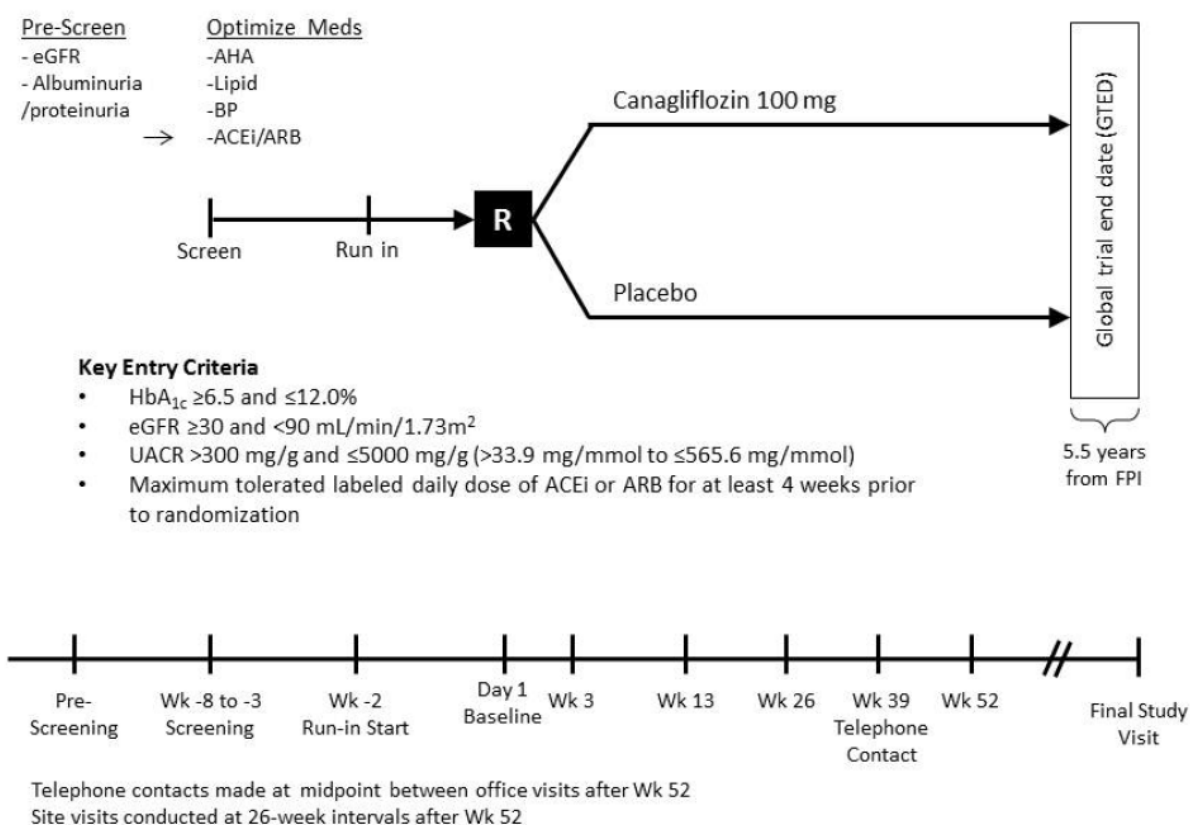 Pre-Screen
- eGFR
- Albuminuria
/proteinuria
Optimize Meds
-AHA
-Lipid
-BP
→ -ACEi/ARB
Canagliflozin 100 mg
Screen
Run in
R
Placebo
Global trial end date (GTED)
5.5 years
from FPI
Key Entry Criteria
• HbA1c ≥6.5 and ≤12.0%
• eGFR ≥30 and <90 mL/min/1.73m²
• UACR >300 mg/g and ≤5000 mg/g (>33.9 mg/mmol to ≤565.6 mg/mmol)
• Maximum tolerated labeled daily dose of ACEi or ARB for at least 4 weeks prior
to randomization
Pre-
Screening
Wk -8 to -3
Screening
Wk -2
Run-in Start
Day 1
Baseline
Wk 3
Wk 13
Wk 26
Wk 39
Telephone
Contact
Wk 52
Final Study
Visit
Telephone contacts made at midpoint between office visits after Wk 52
Site visits conducted at 26-week intervals after Wk 52